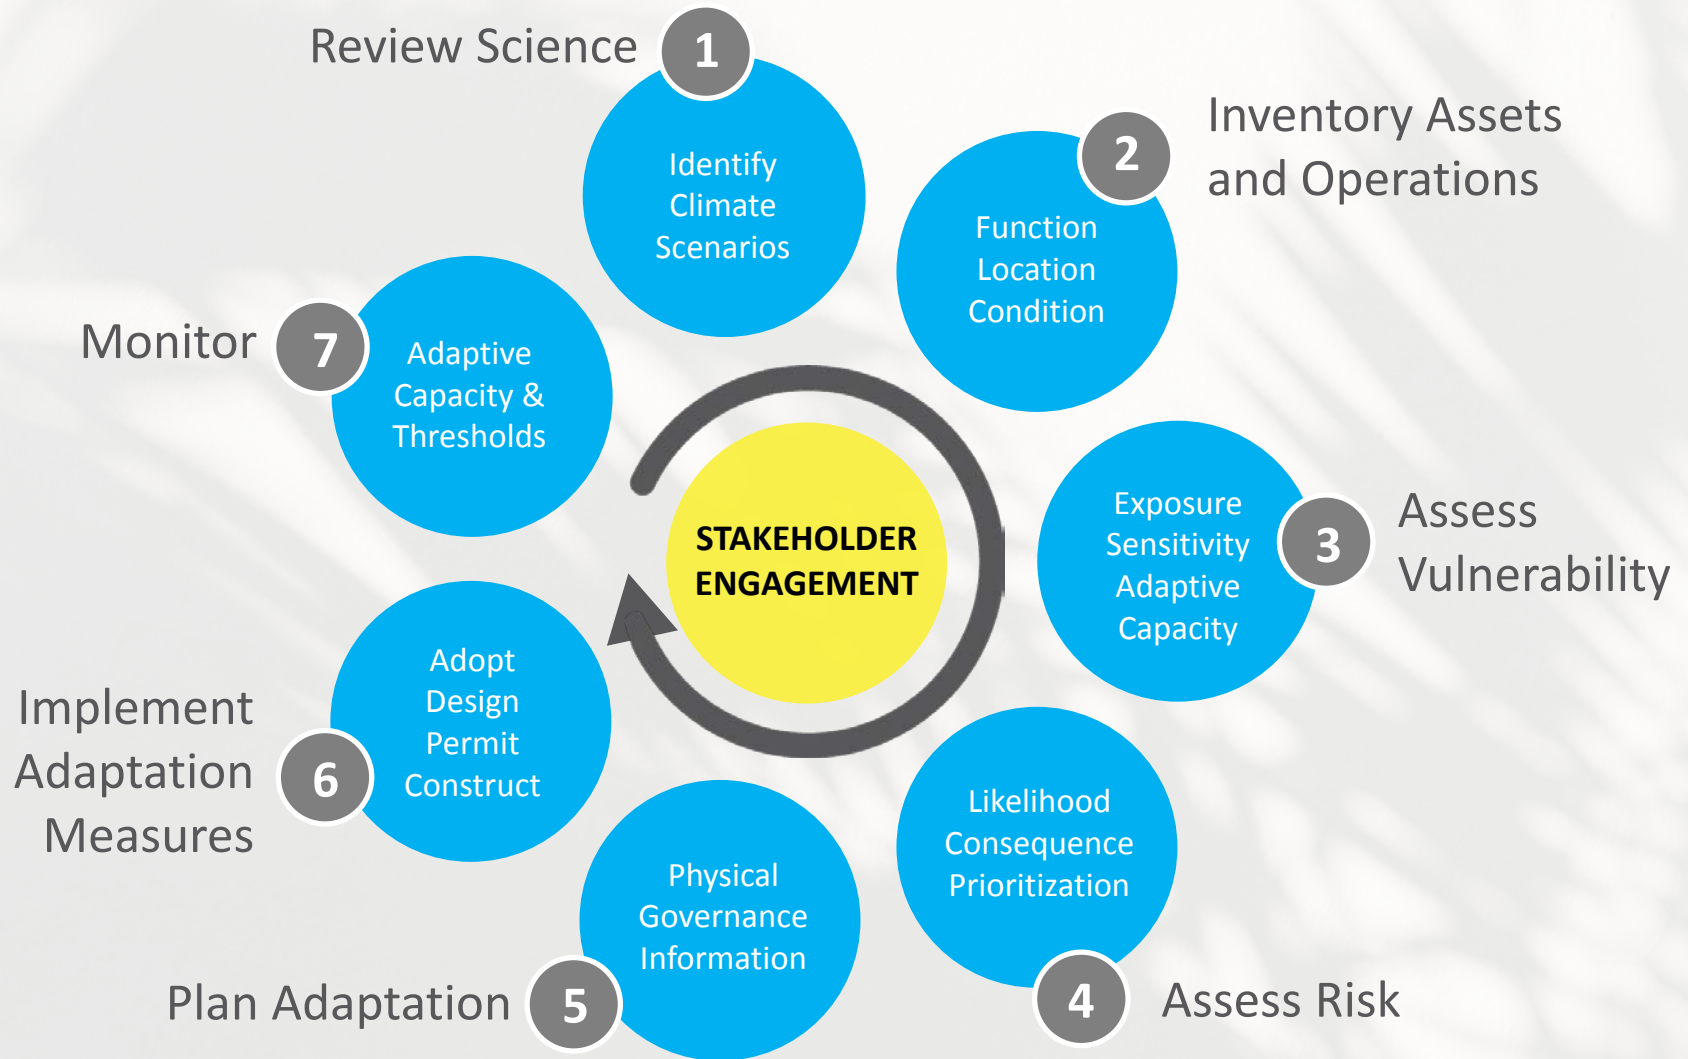 Review Science
1
Identify
Climate
Scenarios
2
Inventory Assets
and Operations
Function
Location
Condition
3
Assess
Vulnerability
Exposure
Sensitivity
Adaptive
Capacity
4
Assess Risk
Likelihood
Consequence
Prioritization
Plan Adaptation
5
Physical
Governance
Information
Implement
Adaptation
Measures
6
Adopt
Design
Permit
Construct
Monitor
7
Adaptive
Capacity &
Thresholds
STAKEHOLDER
ENGAGEMENT